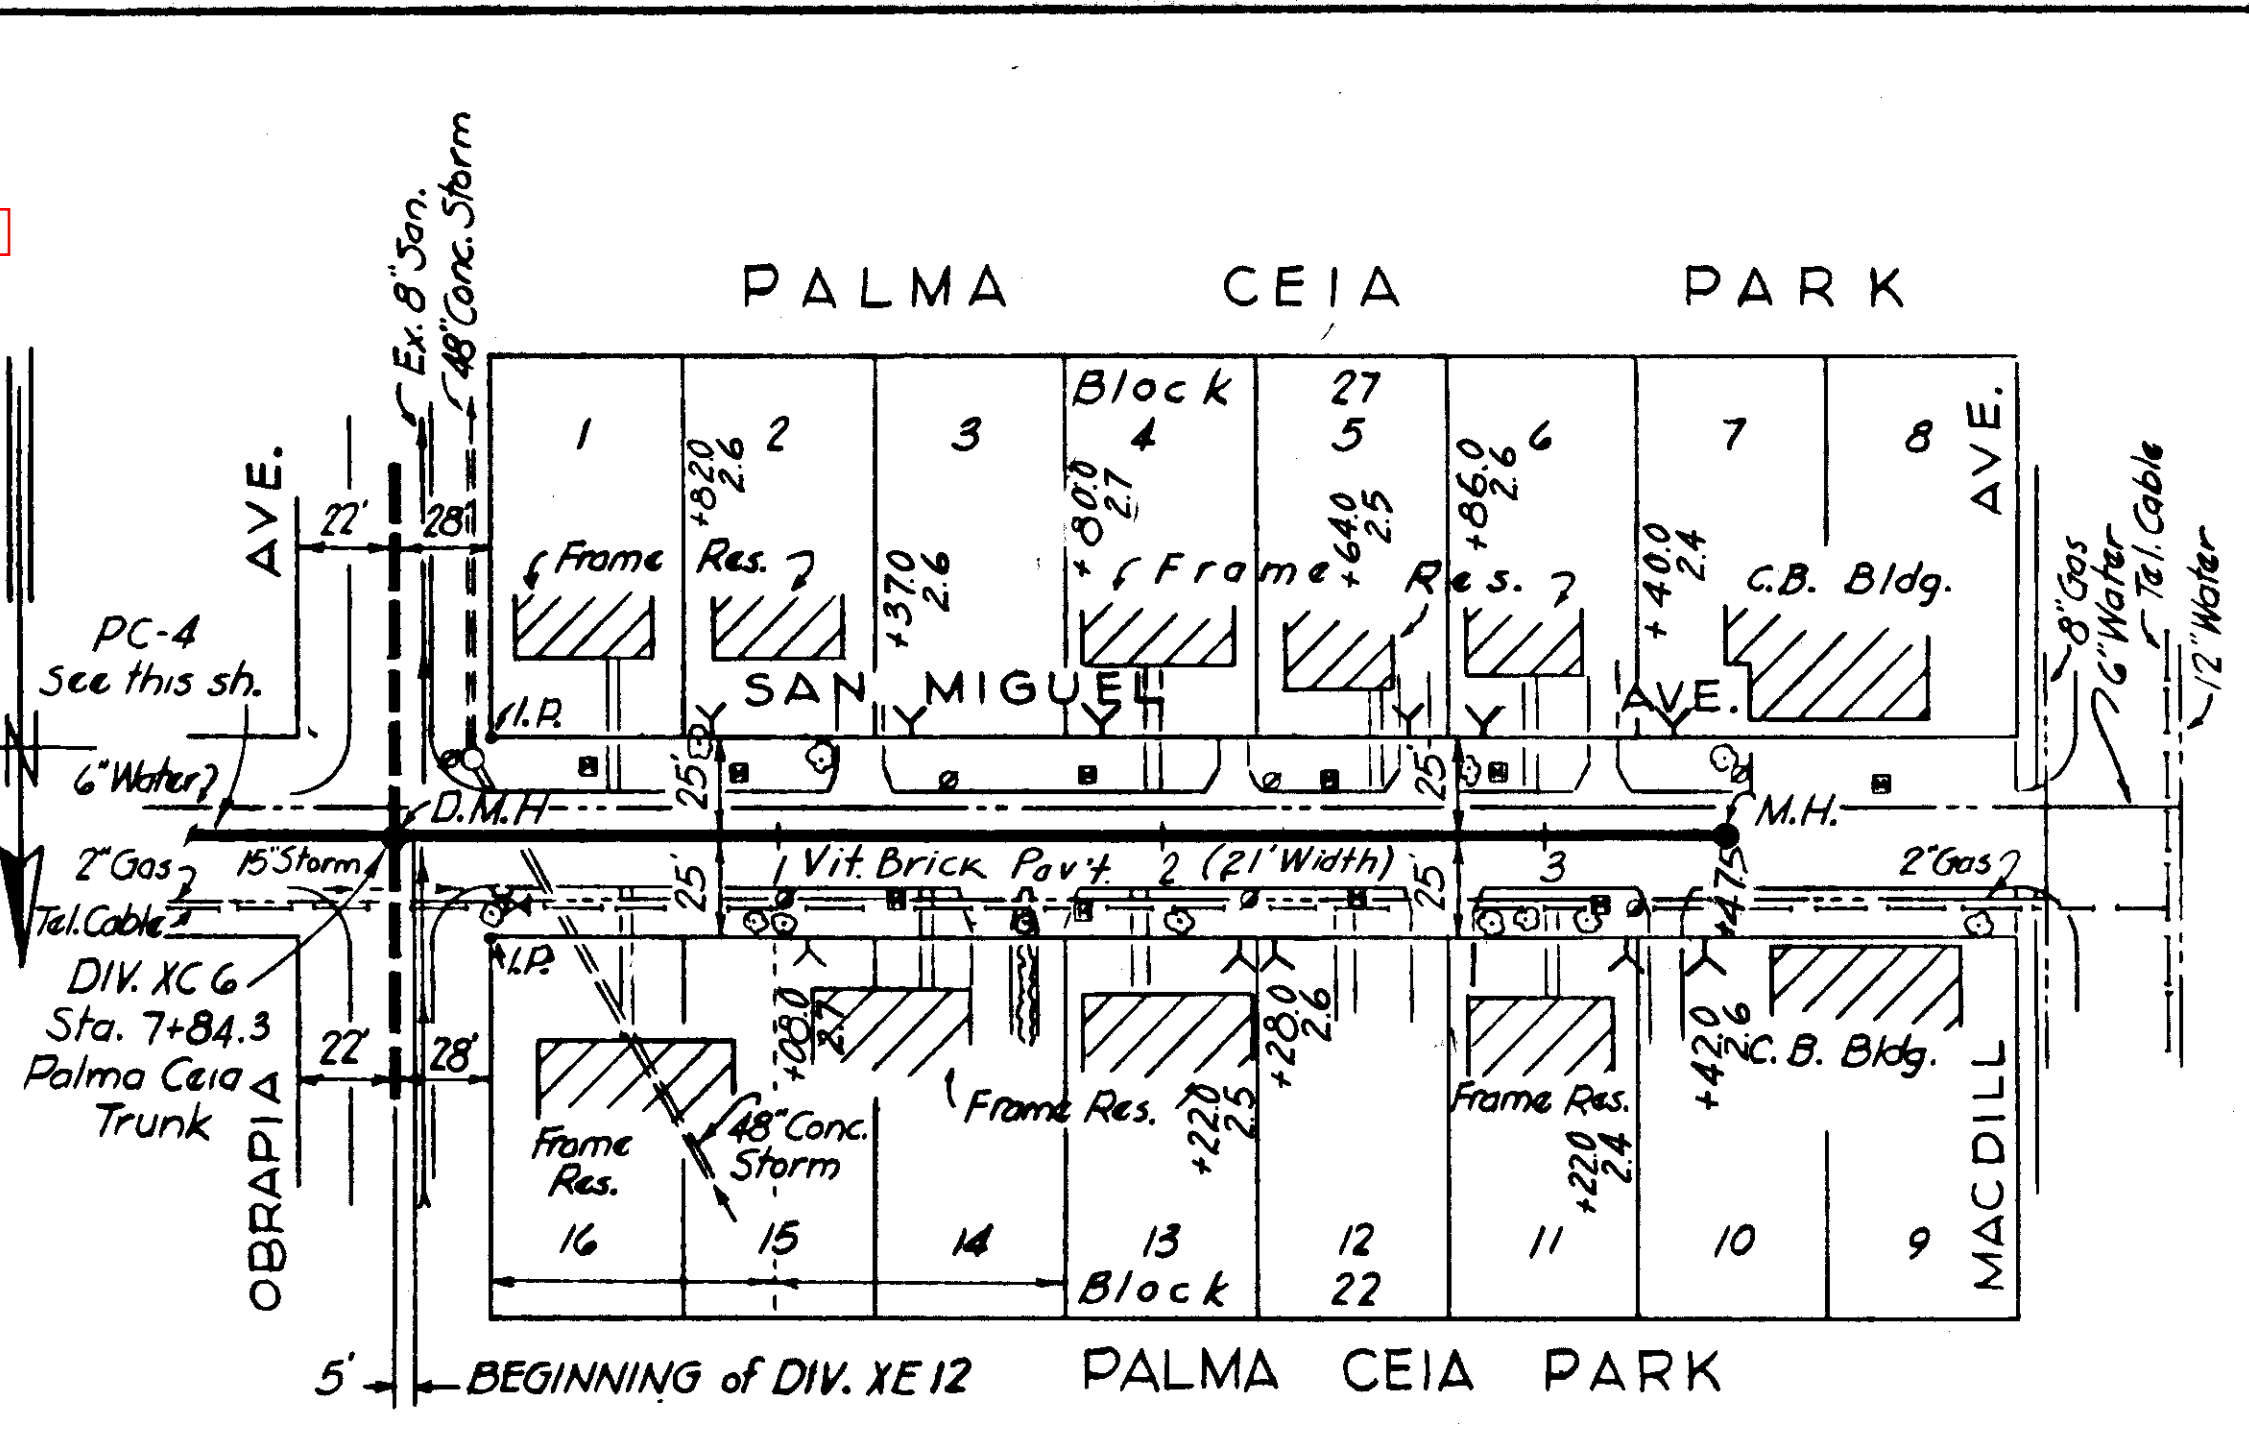 Ex. 8" San.
48" Conc. Storm
PALMA CEIA PARK
Block 27
1 2 3 4 5 6 7 8
+82.0
2.6
+37.0
2.6
+80.0
2.7
+64.0
2.5
+86.0
2.6
+40.0
2.4
AVE.
AVE.
22' 28'
Frame Res.
Frame Res.
C.B. Bldg.
8" Gas
6" Water
Tel. Cable
12" Water
PC-4
See this sh.
N
SAN MIGUEL AVE.
I.P.
6" Water
25' 25'
D.M.H
M.H.
2" Gas
15" Storm
1 Vit. Brick Pav't. 2 (21' Width) 3
2" Gas
25' 25'
+47.5
Tel. Cable
I.P.
DIV. XC 6
Sta. 7+84.3
Palma Ceia
Trunk
22' 28'
+08.0
2.7
+28.0
2.6
+42.0
2.6
C. B. Bldg.
Frame Res.
+22.0
2.5
Frame Res.
+22.0
2.4
Frame
Res.
48" Conc.
Storm
OBRAPIA
MACDILL
16 15 14 13 12 11 10 9
Block 22
5'
BEGINNING of DIV. XE 12
PALMA CEIA PARK